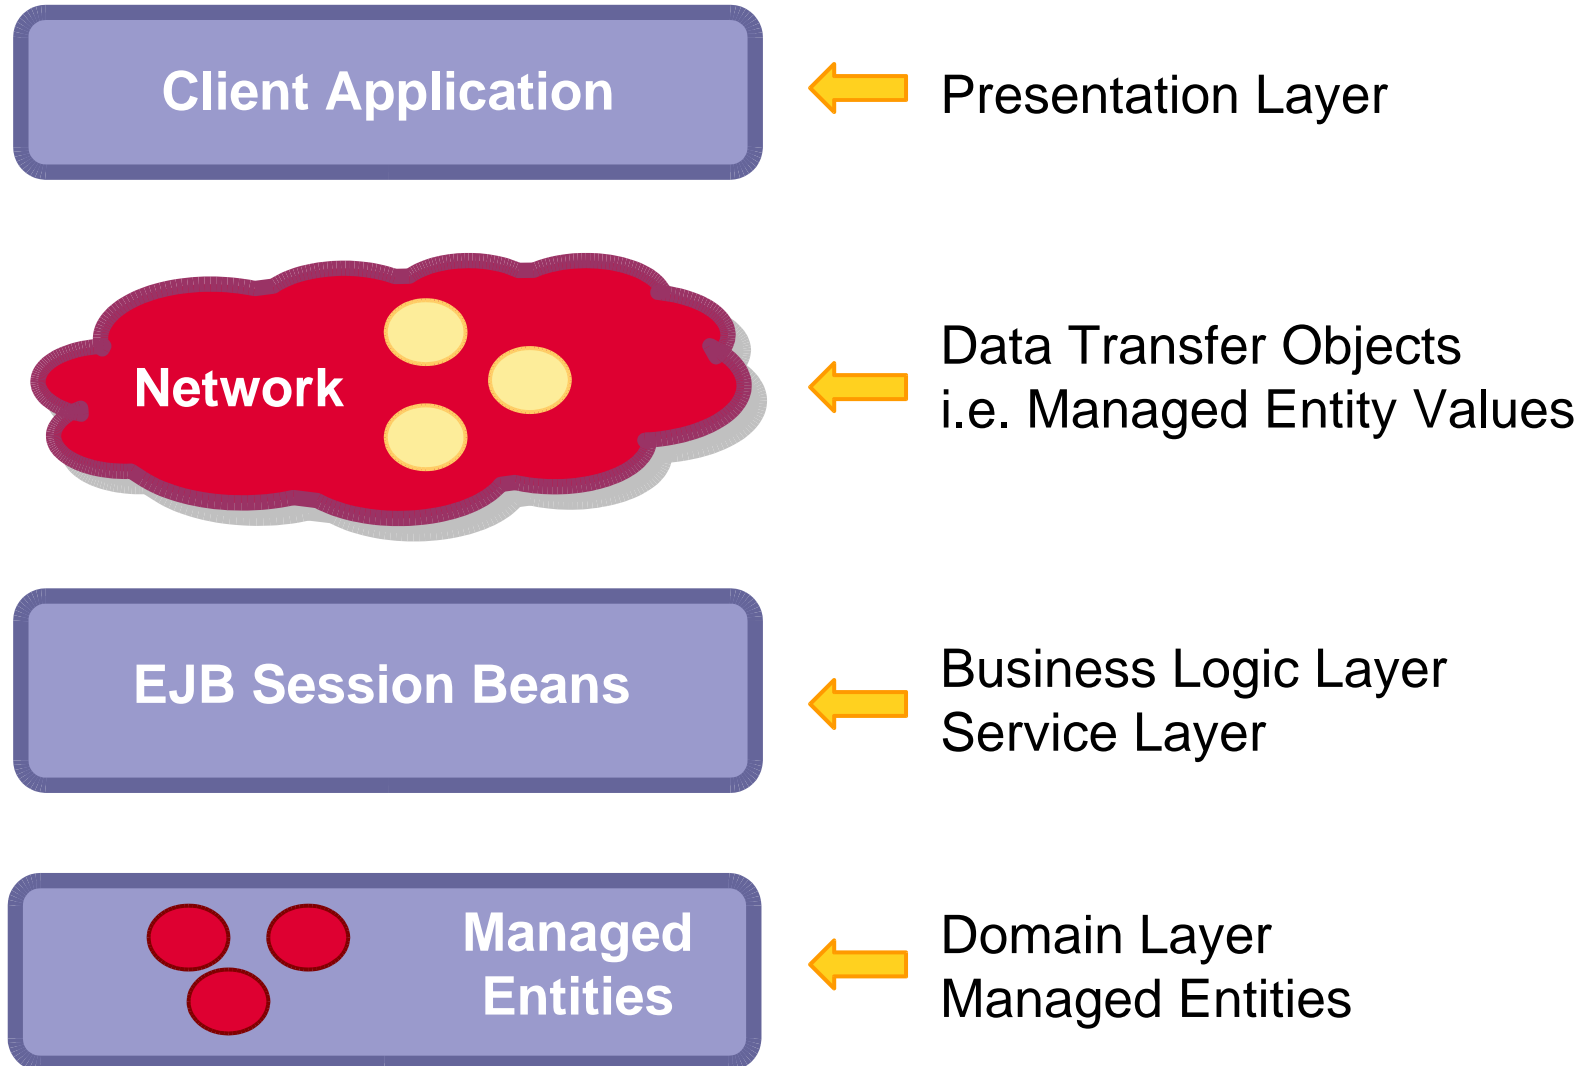 Client Application
Presentation Layer
Network
Data Transfer Objects
i.e. Managed Entity Values
EJB Session Beans
Business Logic Layer
Service Layer
Managed
Entities
Domain Layer
Managed Entities